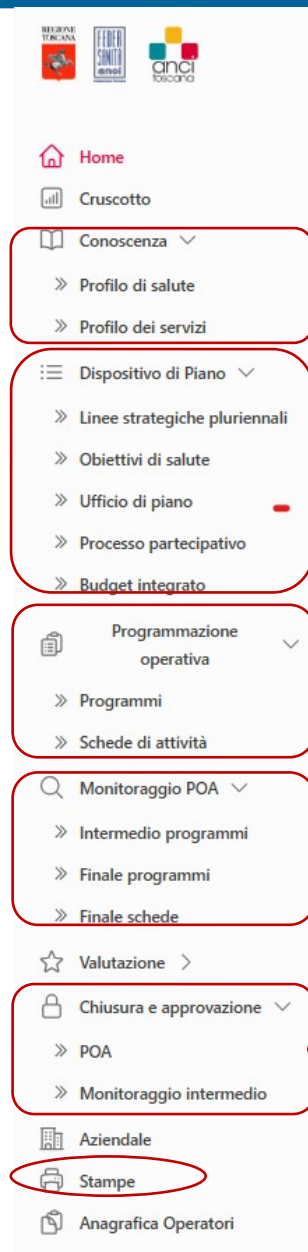 REGIONE
TOSCANA
FEDER
SANITÀ
anci
anci
toscana
Home
Cruscotto
Conoscenza
Profilo di salute
Profilo dei servizi
Dispositivo di Piano
Linee strategiche pluriennali
Obiettivi di salute
Ufficio di piano
Processo partecipativo
Budget integrato
Programmazione
operativa
Programmi
Schede di attività
Monitoraggio POA
Intermedio programmi
Finale programmi
Finale schede
Valutazione
Chiusura e approvazione
POA
Monitoraggio intermedio
Aziendale
Stampe
Anagrafica Operatori